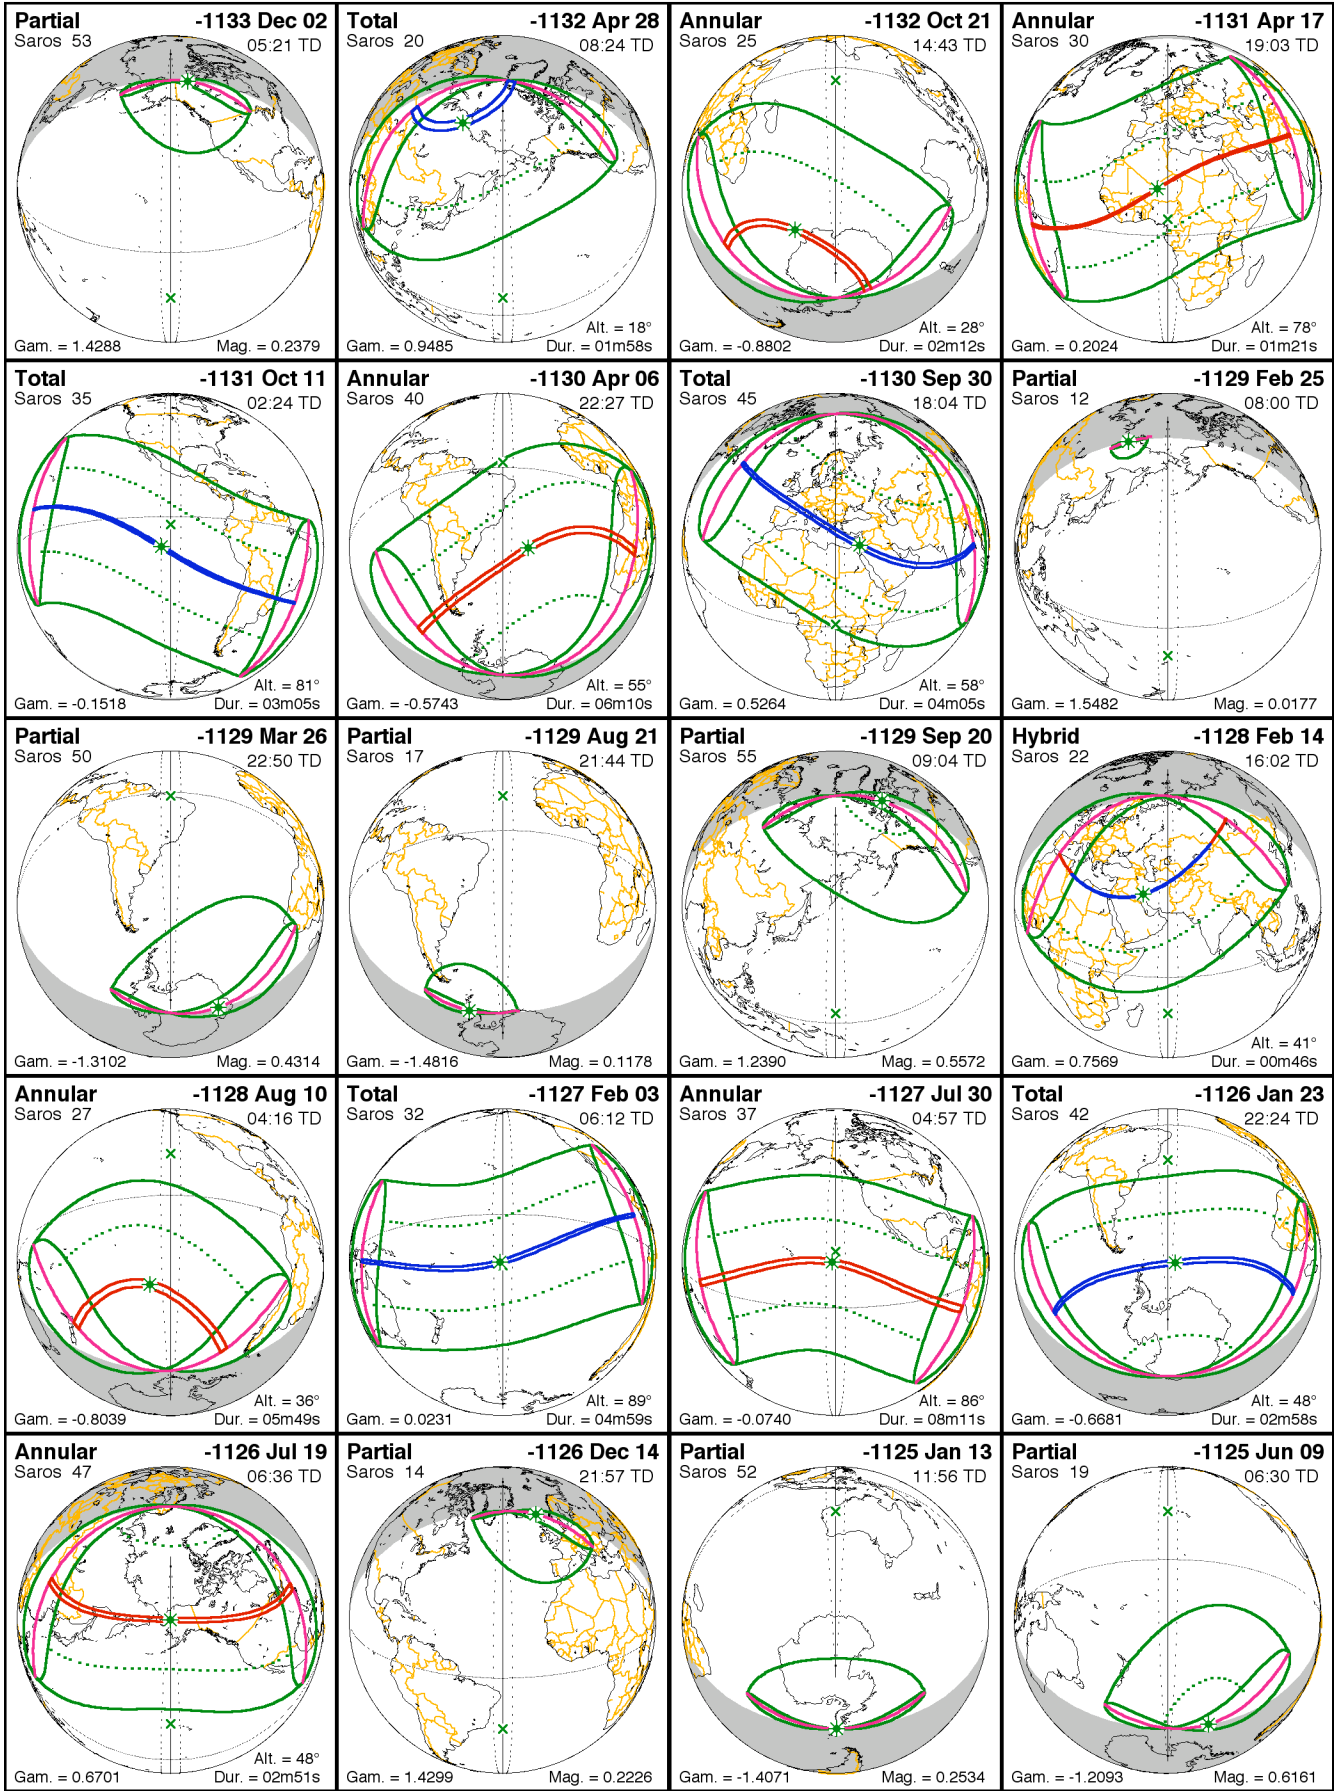 Partial -1133 Dec 02
Saros 53 05:21 TD
Gam. = 1.4288 Mag. = 0.2379
Total -1132 Apr 28
Saros 20 08:24 TD
Alt. = 18°
Gam. = 0.9485 Dur. = 01m58s
Annular -1132 Oct 21
Saros 25 14:43 TD
Alt. = 28°
Gam. = -0.8802 Dur. = 02m12s
Annular -1131 Apr 17
Saros 30 19:03 TD
Alt. = 78°
Gam. = 0.2024 Dur. = 01m21s
Total -1131 Oct 11
Saros 35 02:24 TD
Alt. = 81°
Gam. = -0.1518 Dur. = 03m05s
Annular -1130 Apr 06
Saros 40 22:27 TD
Alt. = 55°
Gam. = -0.5743 Dur. = 06m10s
Total -1130 Sep 30
Saros 45 18:04 TD
Alt. = 58°
Gam. = 0.5264 Dur. = 04m05s
Partial -1129 Feb 25
Saros 12 08:00 TD
Gam. = 1.5482 Mag. = 0.0177
Partial -1129 Mar 26
Saros 50 22:50 TD
Gam. = -1.3102 Mag. = 0.4314
Partial -1129 Aug 21
Saros 17 21:44 TD
Gam. = -1.4816 Mag. = 0.1178
Partial -1129 Sep 20
Saros 55 09:04 TD
Gam. = 1.2390 Mag. = 0.5572
Hybrid -1128 Feb 14
Saros 22 16:02 TD
Alt. = 41°
Gam. = 0.7569 Dur. = 00m46s
Annular -1128 Aug 10
Saros 27 04:16 TD
Alt. = 36°
Gam. = -0.8039 Dur. = 05m49s
Total -1127 Feb 03
Saros 32 06:12 TD
Alt. = 89°
Gam. = 0.0231 Dur. = 04m59s
Annular -1127 Jul 30
Saros 37 04:57 TD
Alt. = 86°
Gam. = -0.0740 Dur. = 08m11s
Total -1126 Jan 23
Saros 42 22:24 TD
Alt. = 48°
Gam. = -0.6681 Dur. = 02m58s
Annular -1126 Jul 19
Saros 47 06:36 TD
Alt. = 48°
Gam. = 0.6701 Dur. = 02m51s
Partial -1126 Dec 14
Saros 14 21:57 TD
Gam. = 1.4299 Mag. = 0.2226
Partial -1125 Jan 13
Saros 52 11:56 TD
Gam. = -1.4071 Mag. = 0.2534
Partial -1125 Jun 09
Saros 19 06:30 TD
Gam. = -1.2093 Mag. = 0.6161